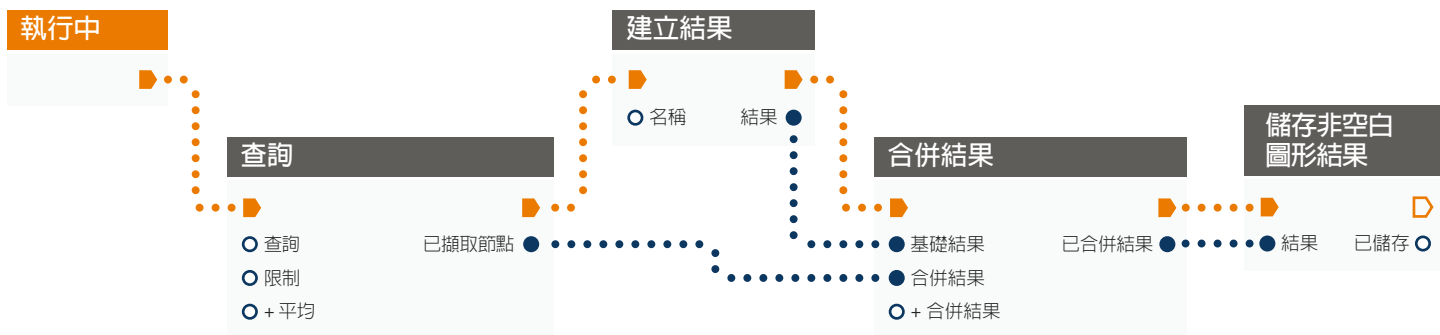 執行中
建立結果
名稱
結果
查詢
查詢
已擷取節點
限制
+ 平均
合併結果
基礎結果
已合併結果
合併結果
+ 合併結果
儲存非空白
圖形結果
結果
已儲存